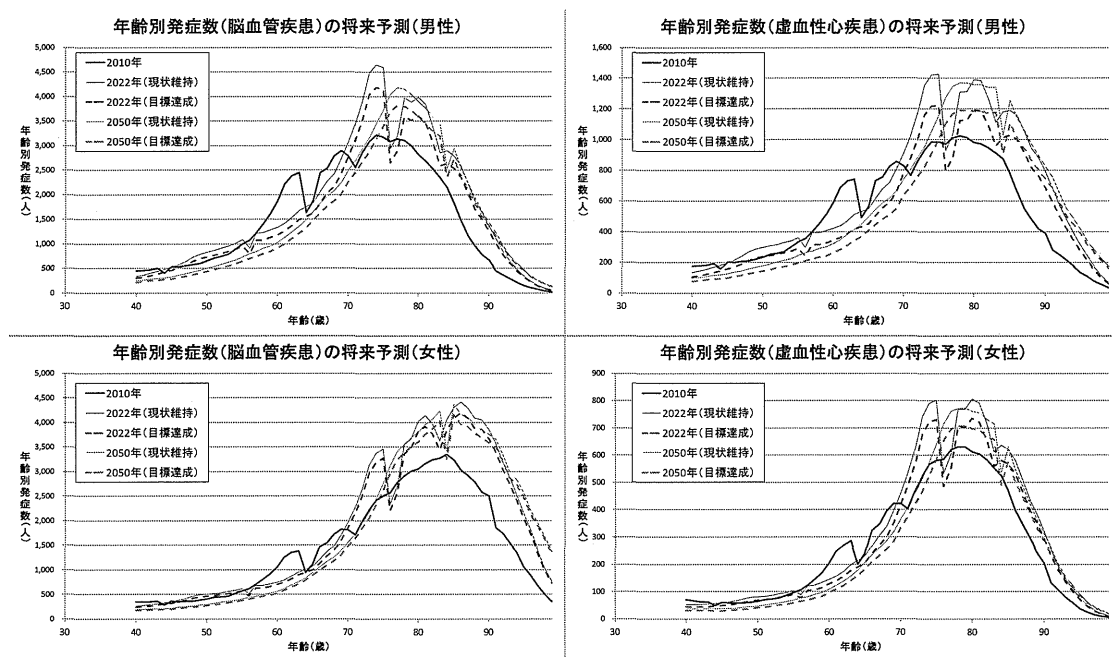 年齢別発症数(脳血管疾患)の将来予測(男性)
5,000
4,500
4,000
3,500
3,000
2,500
2,000
1,500
1,000
500
0
年齢別発症数(人)
2010年
2022年(現状維持)
2022年(目標達成)
2050年(現状維持)
2050年(目標達成)
30 40 50 60 70 80 90
年齢(歳)
年齢別発症数(虚血性心疾患)の将来予測(男性)
1,600
1,400
1,200
1,000
800
600
400
200
0
年齢別発症数(人)
2010年
2022年(現状維持)
2022年(目標達成)
2050年(現状維持)
2050年(目標達成)
30 40 50 60 70 80 90
年齢(歳)
年齢別発症数(脳血管疾患)の将来予測(女性)
5,000
4,500
4,000
3,500
3,000
2,500
2,000
1,500
1,000
500
0
年齢別発症数(人)
2010年
2022年(現状維持)
2022年(目標達成)
2050年(現状維持)
2050年(目標達成)
30 40 50 60 70 80 90
年齢(歳)
年齢別発症数(虚血性心疾患)の将来予測(女性)
900
800
700
600
500
400
300
200
100
0
年齢別発症数(人)
2010年
2022年(現状維持)
2022年(目標達成)
2050年(現状維持)
2050年(目標達成)
30 40 50 60 70 80 90
年齢(歳)